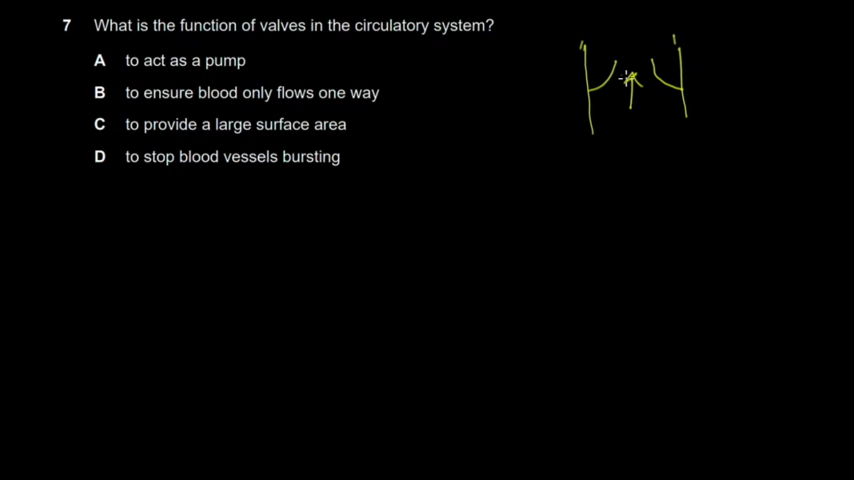 7 What is the function of valves in the circulatory system?
A to act as a pump
B to ensure blood only flows one way
C to provide a large surface area
D to stop blood vessels bursting